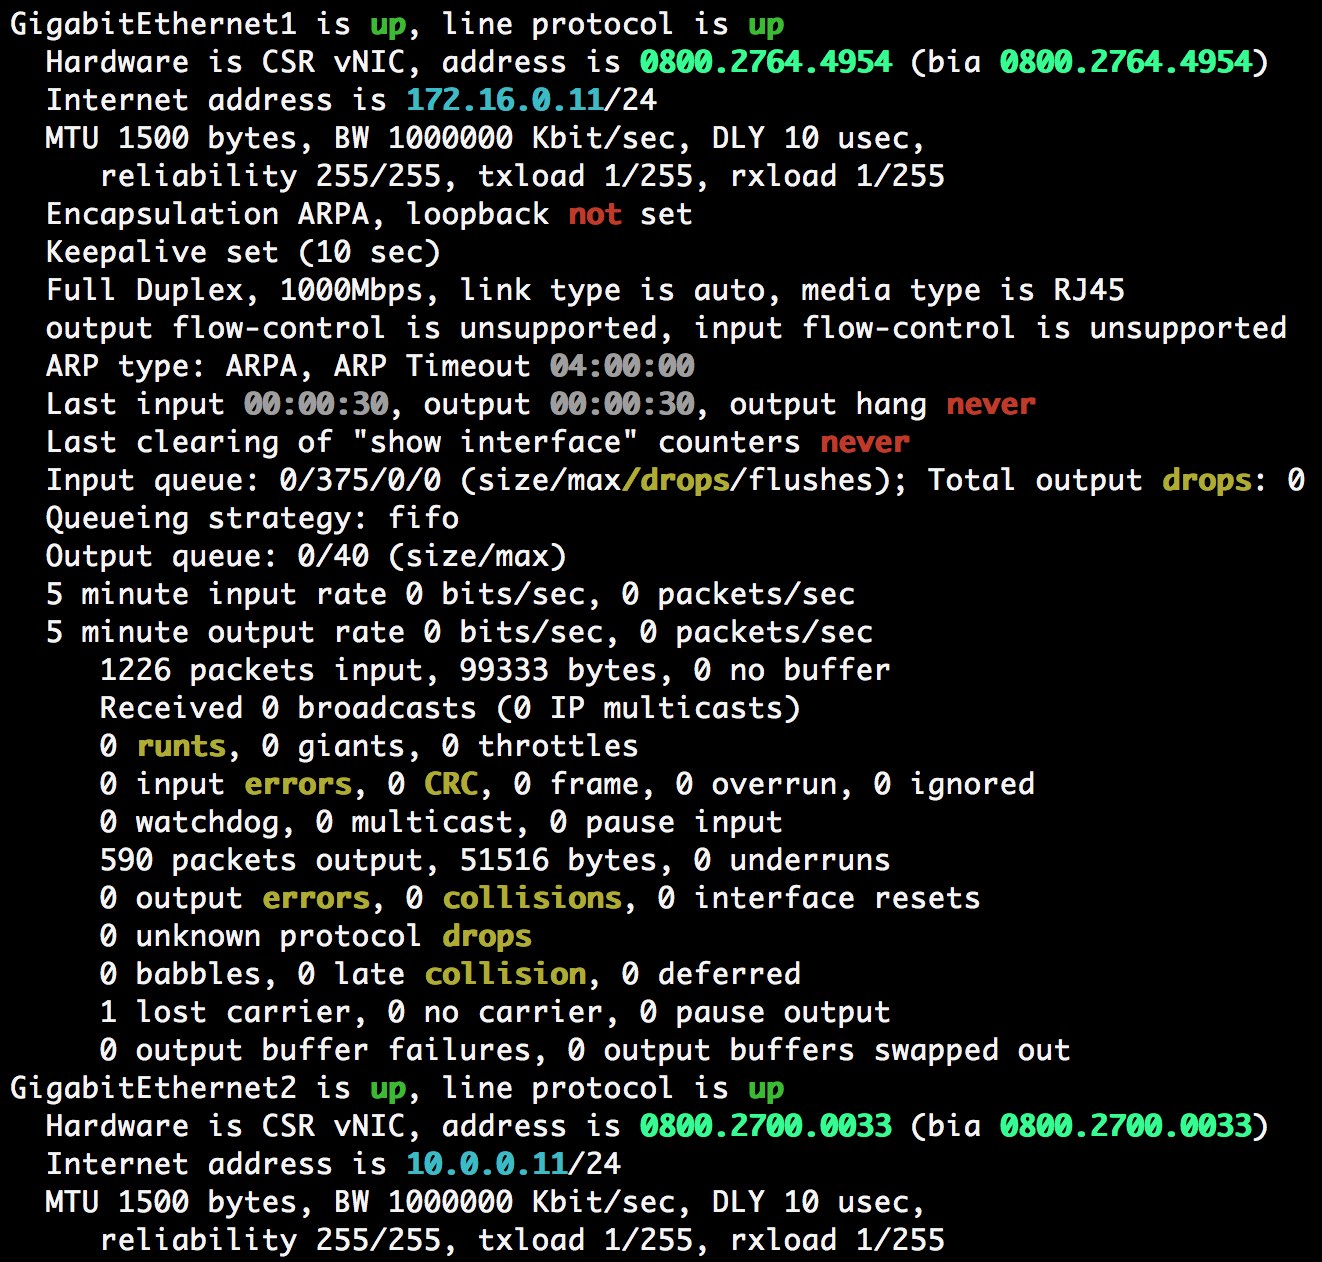 GigabitEthernet1 is up, line protocol is up
  Hardware is CSR vNIC, address is 0800.2764.4954 (bia 0800.2764.4954)
  Internet address is 172.16.0.11/24
  MTU 1500 bytes, BW 1000000 Kbit/sec, DLY 10 usec,
     reliability 255/255, txload 1/255, rxload 1/255
  Encapsulation ARPA, loopback not set
  Keepalive set (10 sec)
  Full Duplex, 1000Mbps, link type is auto, media type is RJ45
  output flow-control is unsupported, input flow-control is unsupported
  ARP type: ARPA, ARP Timeout 04:00:00
  Last input 00:00:30, output 00:00:30, output hang never
  Last clearing of "show interface" counters never
  Input queue: 0/375/0/0 (size/max/drops/flushes); Total output drops: 0
  Queueing strategy: fifo
  Output queue: 0/40 (size/max)
  5 minute input rate 0 bits/sec, 0 packets/sec
  5 minute output rate 0 bits/sec, 0 packets/sec
     1226 packets input, 99333 bytes, 0 no buffer
     Received 0 broadcasts (0 IP multicasts)
     0 runts, 0 giants, 0 throttles
     0 input errors, 0 CRC, 0 frame, 0 overrun, 0 ignored
     0 watchdog, 0 multicast, 0 pause input
     590 packets output, 51516 bytes, 0 underruns
     0 output errors, 0 collisions, 0 interface resets
     0 unknown protocol drops
     0 babbles, 0 late collision, 0 deferred
     1 lost carrier, 0 no carrier, 0 pause output
     0 output buffer failures, 0 output buffers swapped out
GigabitEthernet2 is up, line protocol is up
  Hardware is CSR vNIC, address is 0800.2700.0033 (bia 0800.2700.0033)
  Internet address is 10.0.0.11/24
  MTU 1500 bytes, BW 1000000 Kbit/sec, DLY 10 usec,
     reliability 255/255, txload 1/255, rxload 1/255